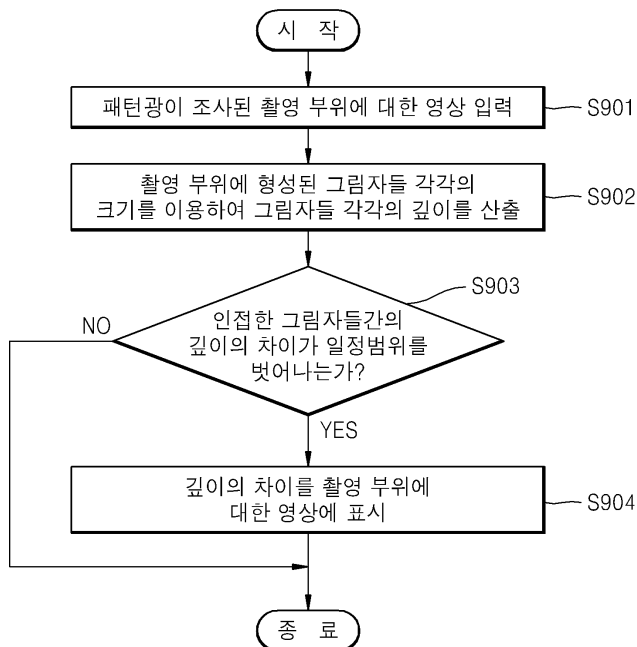 시 작
패턴광이 조사된 촬영 부위에 대한 영상 입력
S901
촬영 부위에 형성된 그림자들 각각의
크기를 이용하여 그림자들 각각의 깊이를 산출
S902
S903
인접한 그림자들간의
깊이의 차이가 일정범위를
벗어나는가?
NO
YES
깊이의 차이를 촬영 부위에
대한 영상에 표시
S904
종 료